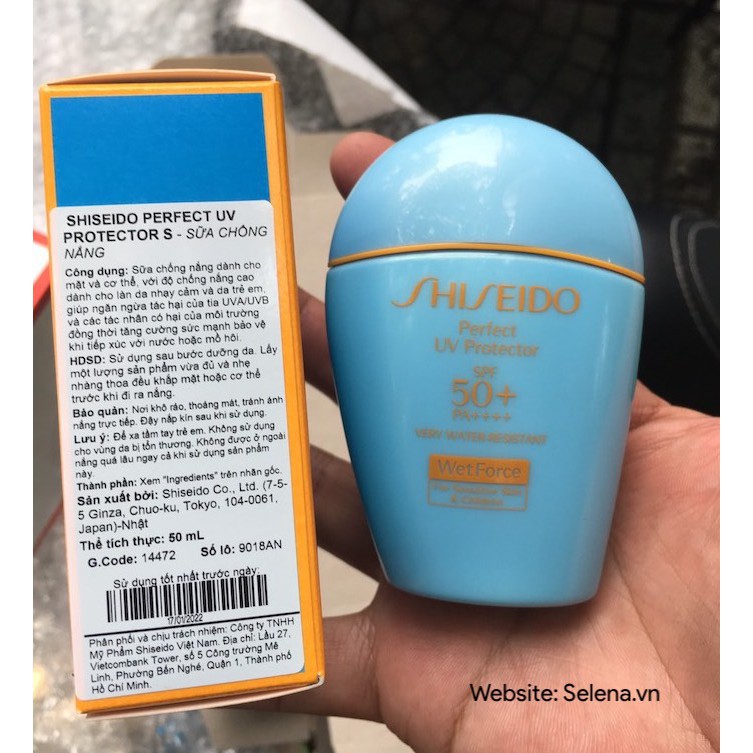 SHISEIDO PERFECT UV
PROTECTOR S - SỮA CHỐNG
NẮNG
Công dụng: Sữa chống nắng dành cho
mặt và cơ thể, với độ chống nắng cao
dành cho làn da nhạy cảm và da trẻ em,
giúp ngăn ngừa tác hại của tia UVA/UVB
và các tác nhân có hại của môi trường
đồng thời tăng cường sức mạnh bảo vệ
khi tiếp xúc với nước hoặc mồ hôi.
HDSD: Sử dụng sau bước dưỡng da. Lấy
một lượng sản phẩm vừa đủ và nhẹ
nhàng thoa đều khắp mặt hoặc cơ thể
trước khi đi ra nắng.
Bảo quản: Nơi khô ráo, thoáng mát, tránh ánh
nắng trực tiếp. Đậy nắp kín sau khi sử dụng.
Lưu ý: Để xa tầm tay trẻ em. Không sử dụng
cho vùng da bị tổn thương. Không được ở ngoài
nắng quá lâu ngay cả khi sử dụng sản phẩm
này.
Thành phần: Xem "Ingredients" trên nhãn gốc.
Sản xuất bởi: Shiseido Co., Ltd. (7-5-
5 Ginza, Chuo-ku, Tokyo, 104-0061,
Japan)-Nhật
Thể tích thực: 50 mL
G.Code: 14472 Số lô: 9018AN
Sử dụng tốt nhất trước ngày:
17/01/2022
Phân phối và chịu trách nhiệm: Công ty TNHH
Mỹ Phẩm Shiseido Việt Nam. Địa chỉ: Lầu 27,
Vietcombank Tower, số 5 Công trường Mê
Linh, Phường Bến Nghé, Quận 1, Thành phố
Hồ Chí Minh.
SHISEIDO
Perfect
UV Protector
SPF
50+
PA++++
VERY WATER-RESISTANT
WetForce
For Sensitive Skin
& Children
Website: Selena.vn